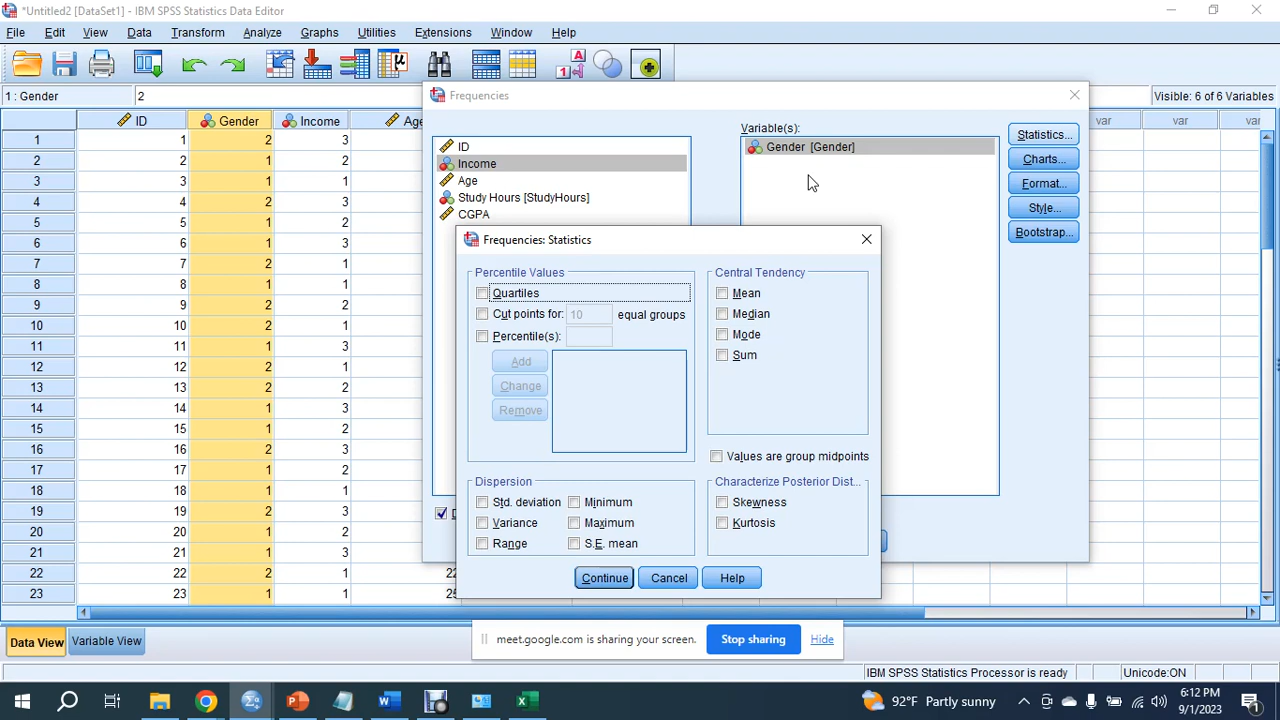 *Untitled2 [DataSet1] - IBM SPSS Statistics Data Editor
File Edit View Data Transform Analyze Graphs Utilities Extensions Window Help
1 : Gender 2 Visible: 6 of 6 Variables
ID Gender Income Age var var var
1 1 2 3
2 2 1 2
3 3 1 1
4 4 2 3
5 5 1 2
6 6 1 3
7 7 2 1
8 8 1 1
9 9 2 2
10 10 2 1
11 11 1 3
12 12 1 2
13 13 2 2
14 14 1 3
15 15 1 2
16 16 2 3
17 17 1 2
18 18 1 1
19 19 2 3
20 20 1 2
21 21 1 3
22 22 2 1 22
23 23 1 1 25
Frequencies
ID
Income
Age
Study Hours [StudyHours]
CGPA
Variable(s):
Gender [Gender]
Statistics...
Charts...
Format...
Style...
Bootstrap...
Frequencies: Statistics
Percentile Values
Quartiles
Cut points for: 10 equal groups
Percentile(s):
Add
Change
Remove
Central Tendency
Mean
Median
Mode
Sum
Values are group midpoints
Dispersion
Std. deviation Minimum
Variance Maximum
Range S.E. mean
Characterize Posterior Dist...
Skewness
Kurtosis
Continue Cancel Help
Data View Variable View
meet.google.com is sharing your screen. Stop sharing Hide
IBM SPSS Statistics Processor is ready Unicode:ON
92°F Partly sunny
6:12 PM
9/1/2023